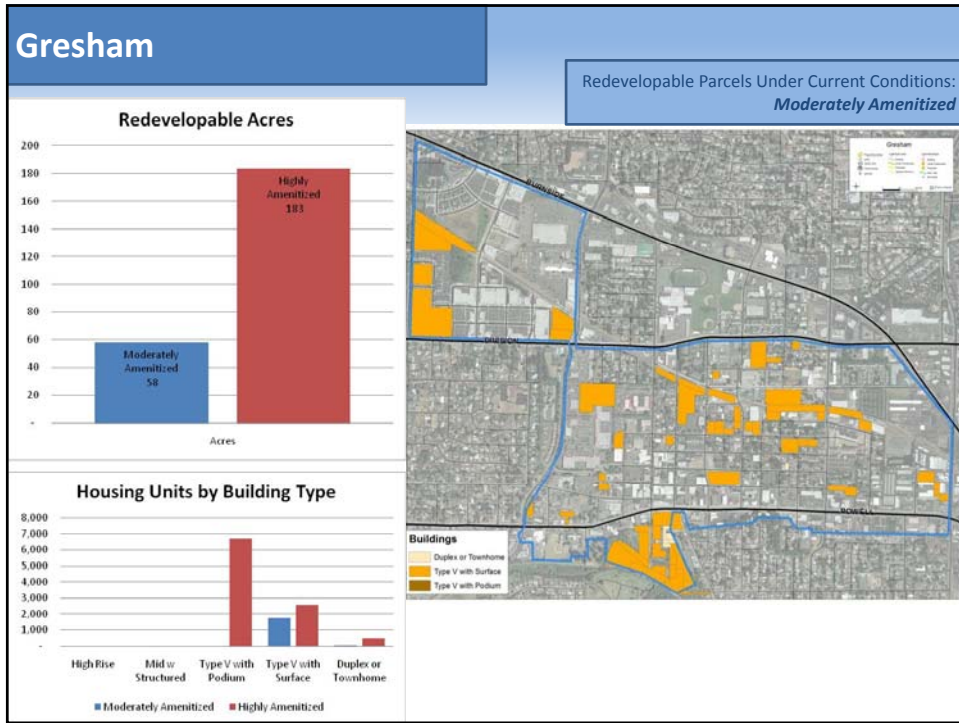 Gresham
Redevelopable Parcels Under Current Conditions:
Moderately Amenitized
Redevelopable Acres
200
180
160
140
120
100
80
60
40
20
-
Highly
Amenitized
183
Moderately
Amenitized
58
Acres
Housing Units by Building Type
8,000
7,000
6,000
5,000
4,000
3,000
2,000
1,000
-
High Rise
Mid w
Structured
Type V with
Podium
Type V with
Surface
Duplex or
Townhome
Moderately Amenitized
Highly Amenitized
Gresham
BURNSIDE
DIVISION
POWELL
Buildings
Duplex or Townhome
Type V with Surface
Type V with Podium